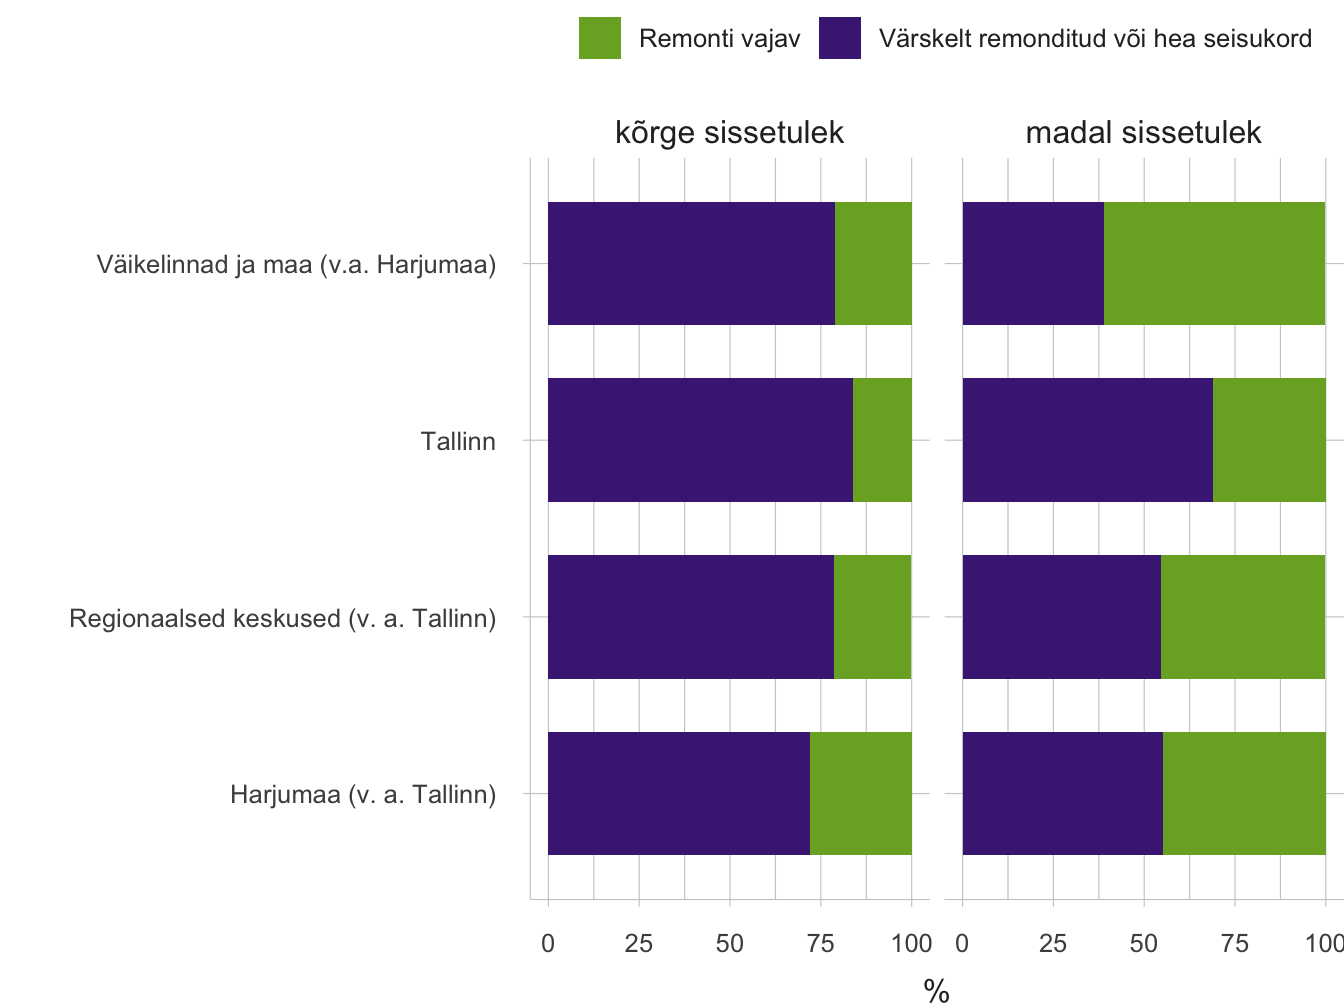 Remonti vajav Värskelt remonditud või hea seisukord
kõrge sissetulek madal sissetulek
Väikelinnad ja maa (v.a. Harjumaa)
Tallinn
Regionaalsed keskused (v. a. Tallinn)
Harjumaa (v. a. Tallinn)
0 25 50 75 100 0 25 50 75 100
%